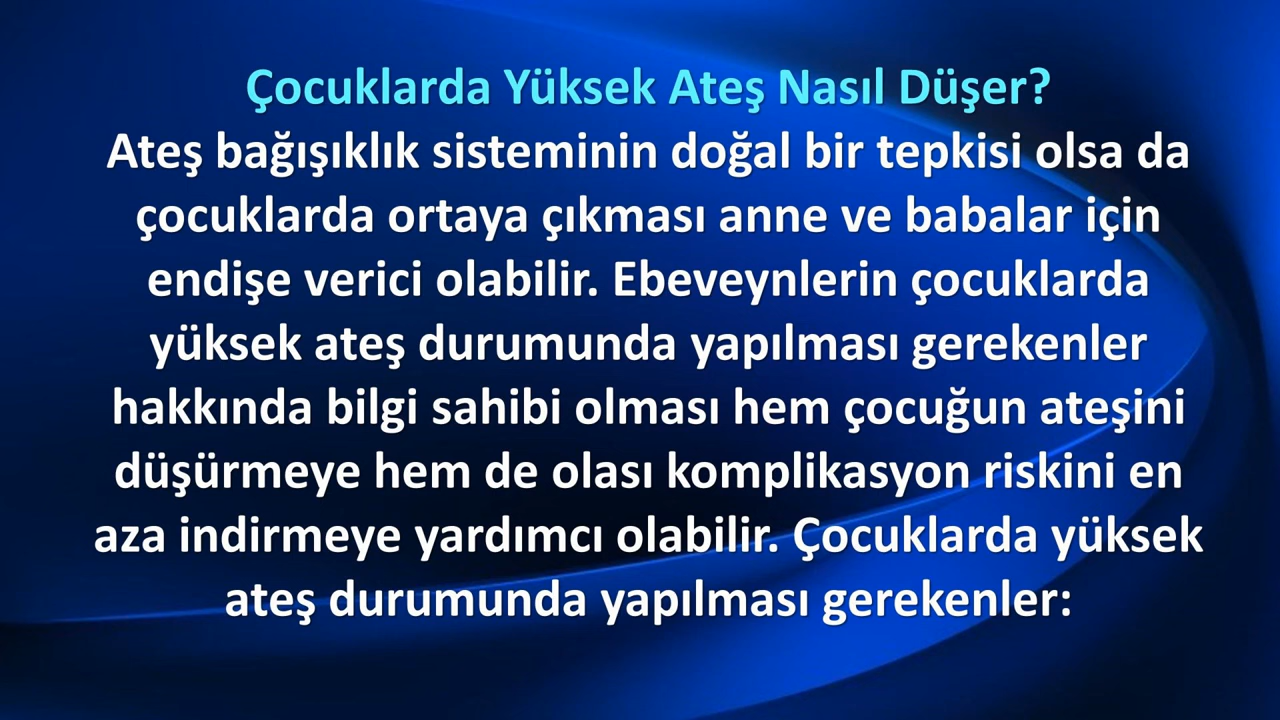 Çocuklarda Yüksek Ateş Nasıl Düşer?
Ateş bağışıklık sisteminin doğal bir tepkisi olsa da
çocuklarda ortaya çıkması anne ve babalar için
endişe verici olabilir. Ebeveynlerin çocuklarda
yüksek ateş durumunda yapılması gerekenler
hakkında bilgi sahibi olması hem çocuğun ateşini
düşürmeye hem de olası komplikasyon riskini en
aza indirmeye yardımcı olabilir. Çocuklarda yüksek
ateş durumunda yapılması gerekenler: